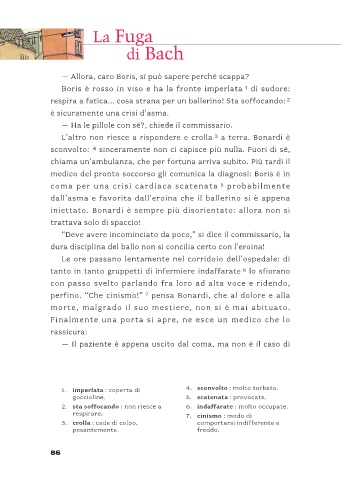 La Fuga
di Bach
— Allora, caro Boris, si può sapere perché scappa?
Boris è rosso in viso e ha la fronte imperlata 1 di sudore:
respira a fatica... cosa strana per un ballerino! Sta soffocando: 2
è sicuramente una crisi d'asma.
— Ha le pillole con sé?, chiede il commissario.
L'altro non riesce a rispondere e crolla 3 a terra. Bonardi è
sconvolto: 4 sinceramente non ci capisce più nulla. Fuori di sé,
chiama un'ambulanza, che per fortuna arriva subito. Più tardi il
medico del pronto soccorso gli comunica la diagnosi: Boris è in
coma per una crisi cardiaca scatenata 5 probabilmente
dall'asma e favorita dall'eroina che il ballerino si è appena
iniettato. Bonardi è sempre più disorientato: allora non si
trattava solo di spaccio!
"Deve avere incominciato da poco," si dice il commissario, la
dura disciplina del ballo non si concilia certo con l'eroina!
Le ore passano lentamente nel corridoio dell'ospedale: di
tanto in tanto gruppetti di infermiere indaffarate 6 lo sfiorano
con passo svelto parlando fra loro ad alta voce e ridendo,
perfino. "Che cinismo!" 7 pensa Bonardi, che al dolore e alla
morte, malgrado il suo mestiere, non si è mai abituato.
Finalmente una porta si apre, ne esce un medico che lo
rassicura:
— Il paziente è appena uscito dal coma, ma non è il caso di
1. imperlata : coperta di
goccioline.
2. sta soffocando : non riesce a
respirare.
3. crolla : cade di colpo,
pesantemente.
4. sconvolto : molto turbato.
5. scatenata : provocata.
6. indaffarate : molto occupate.
7. cinismo : modo di
comportarsi indifferente e
freddo.
86